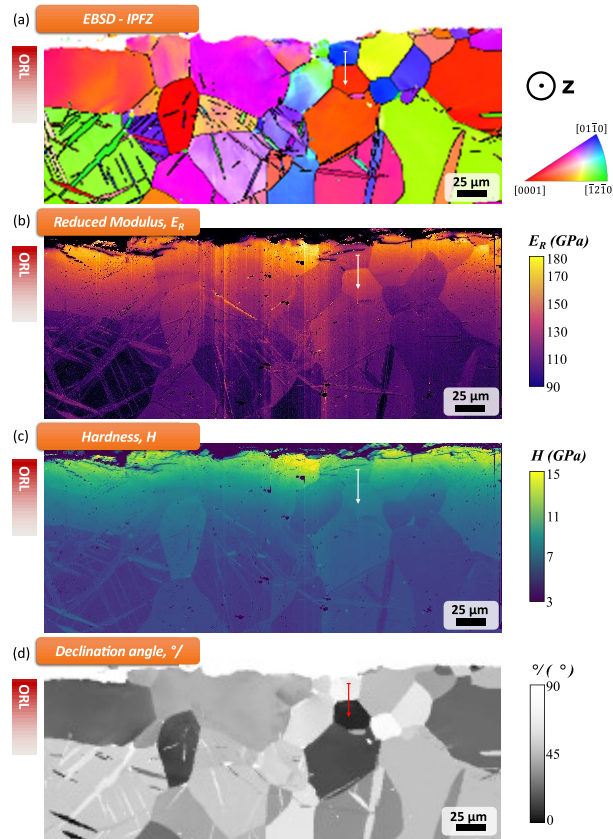 (a)
EBSD - IPFZ
ORL
25 µm
z
[011̅0]
[0001]
[1̅21̅0]
(b)
Reduced Modulus, E_R
ORL
25 µm
E_R (GPa)
180
170
150
130
110
90
(c)
Hardness, H
ORL
25 µm
H (GPa)
15
11
7
3
(d)
Declination angle, °/
ORL
25 µm
°/ ( ° )
90
45
0